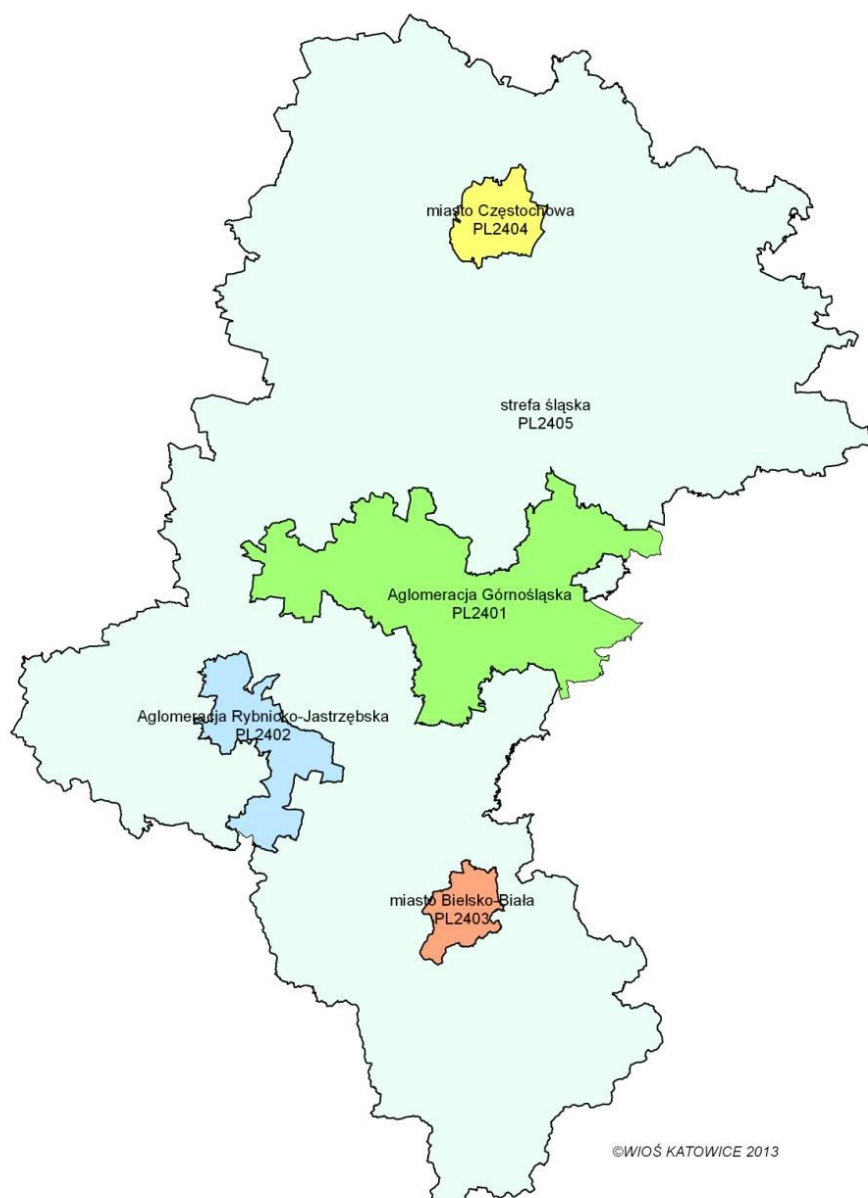 miasto Częstochowa
PL2404
strefa śląska
PL2405
Aglomeracja Górnośląska
PL2401
Aglomeracja Rybnicko-Jastrzębska
PL2402
miasto Bielsko-Biała
PL2403
©WIOŚ KATOWICE 2013